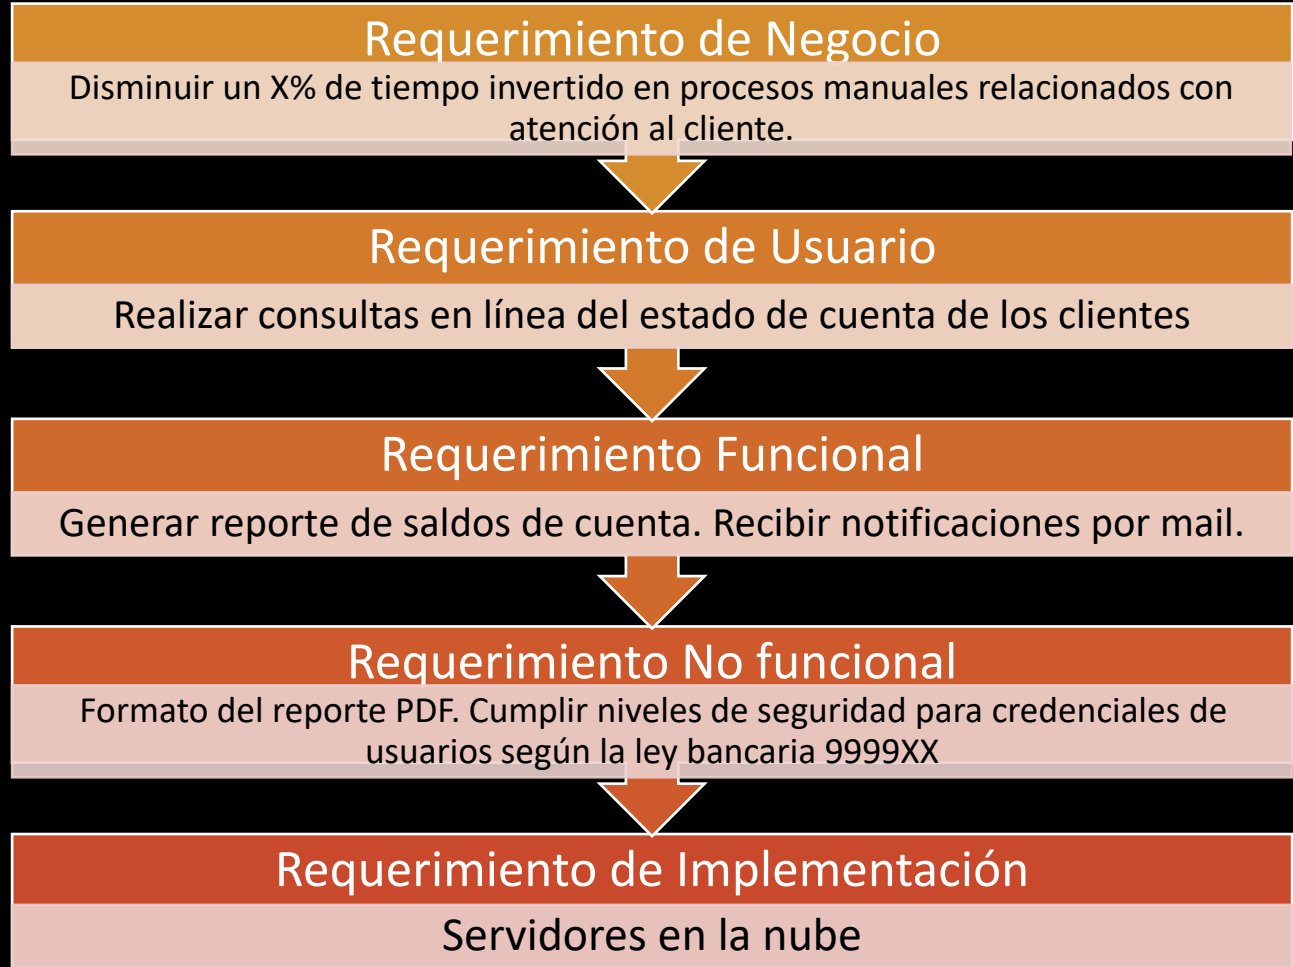 Requerimiento de Negocio
Disminuir un X% de tiempo invertido en procesos manuales relacionados con
atención al cliente.
Requerimiento de Usuario
Realizar consultas en línea del estado de cuenta de los clientes
Requerimiento Funcional
Generar reporte de saldos de cuenta. Recibir notificaciones por mail.
Requerimiento No funcional
Formato del reporte PDF. Cumplir niveles de seguridad para credenciales de
usuarios según la ley bancaria 9999XX
Requerimiento de Implementación
Servidores en la nube